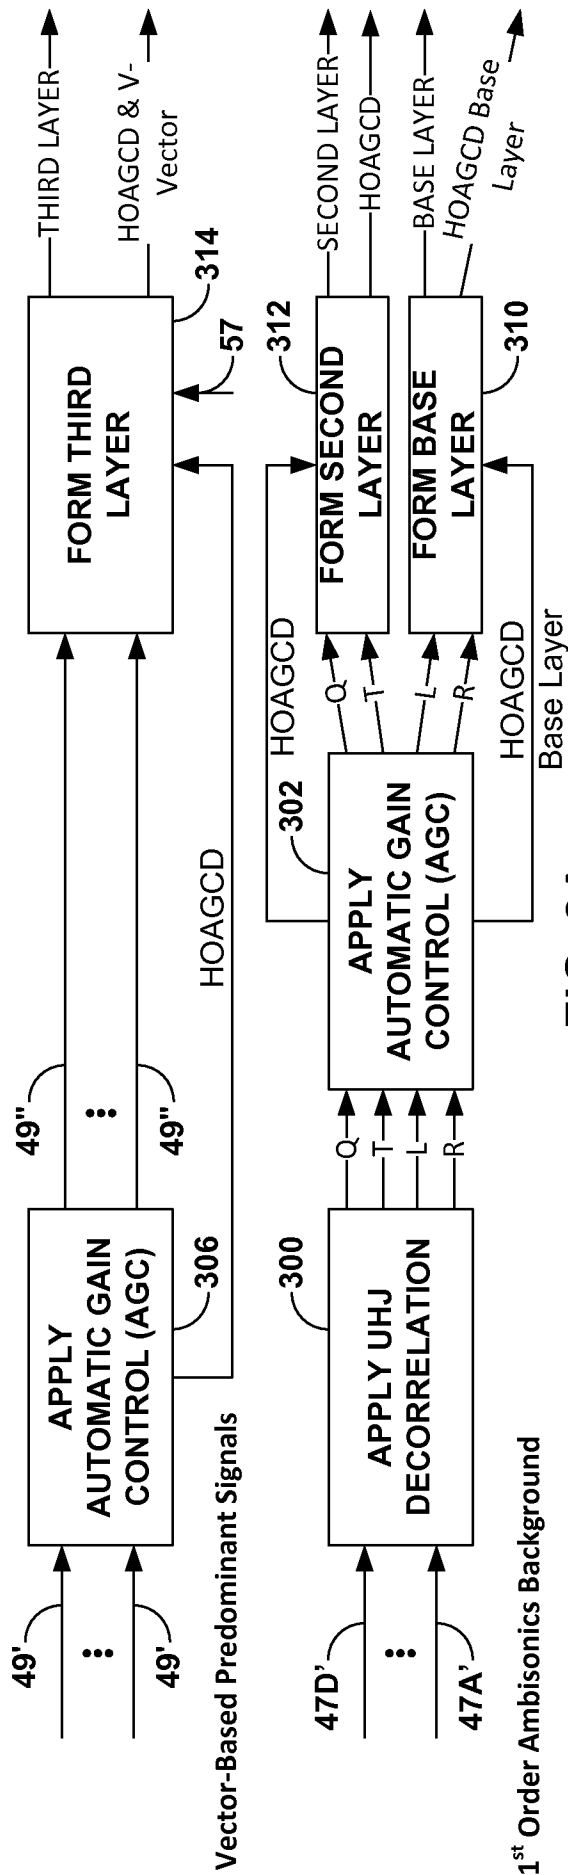 49'
49'
APPLY
AUTOMATIC GAIN
CONTROL (AGC)
306
49"
49"
HOAGCD
FORM THIRD
LAYER
314
57
THIRD LAYER
HOAGCD & V-
Vector
Vector-Based Predominant Signals
47D'
47A'
300
APPLY UHJ
DECORRELATION
Q
T
L
R
302
APPLY
AUTOMATIC GAIN
CONTROL (AGC)
HOAGCD
Q
T
L
R
HOAGCD
Base Layer
312
FORM SECOND
LAYER
FORM BASE
LAYER
310
SECOND LAYER
HOAGCD
BASE LAYER
HOAGCD Base
Layer
1st Order Ambisonics Background